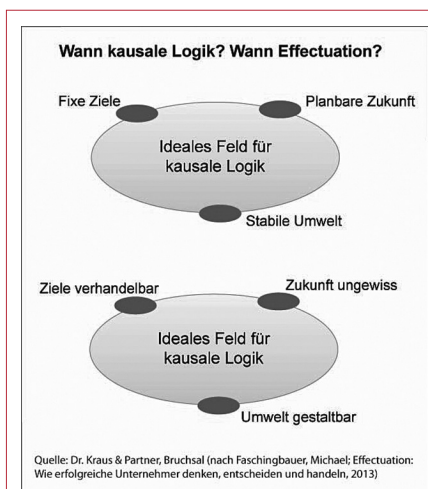 Wann kausale Logik? Wann Effectuation?
Fixe Ziele
Planbare Zukunft
Ideales Feld für
kausale Logik
Stabile Umwelt
Ziele verhandelbar
Zukunft ungewiss
Ideales Feld für
kausale Logik
Umwelt gestaltbar
Quelle: Dr. Kraus & Partner, Bruchsal (nach Faschingbauer, Michael; Effectuation:
Wie erfolgreiche Unternehmer denken, entscheiden und handeln, 2013)